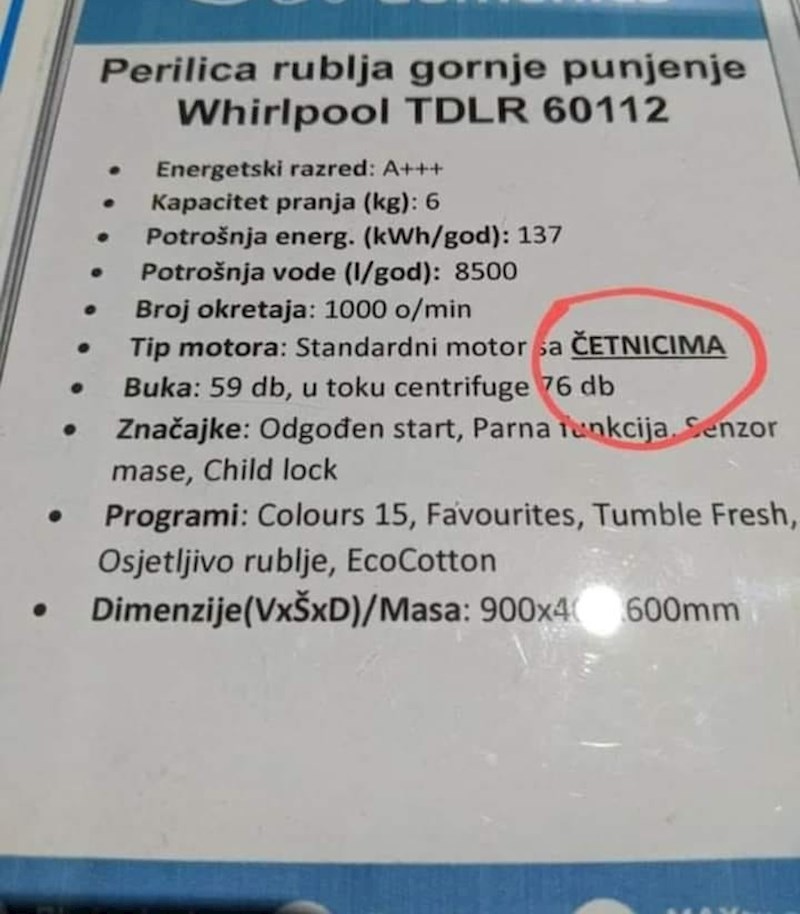 Perilica rublja gornje punjenje
Whirlpool TDLR 60112
• Energetski razred: A+++
• Kapacitet pranja (kg): 6
• Potrošnja energ. (kWh/god): 137
• Potrošnja vode (l/god): 8500
• Broj okretaja: 1000 o/min
• Tip motora: Standardni motor sa ČETNICIMA
• Buka: 59 db, u toku centrifuge 76 db
• Značajke: Odgođen start, Parna funkcija, Senzor
mase, Child lock
• Programi: Colours 15, Favourites, Tumble Fresh,
Osjetljivo rublje, EcoCotton
• Dimenzije(VxŠxD)/Masa: